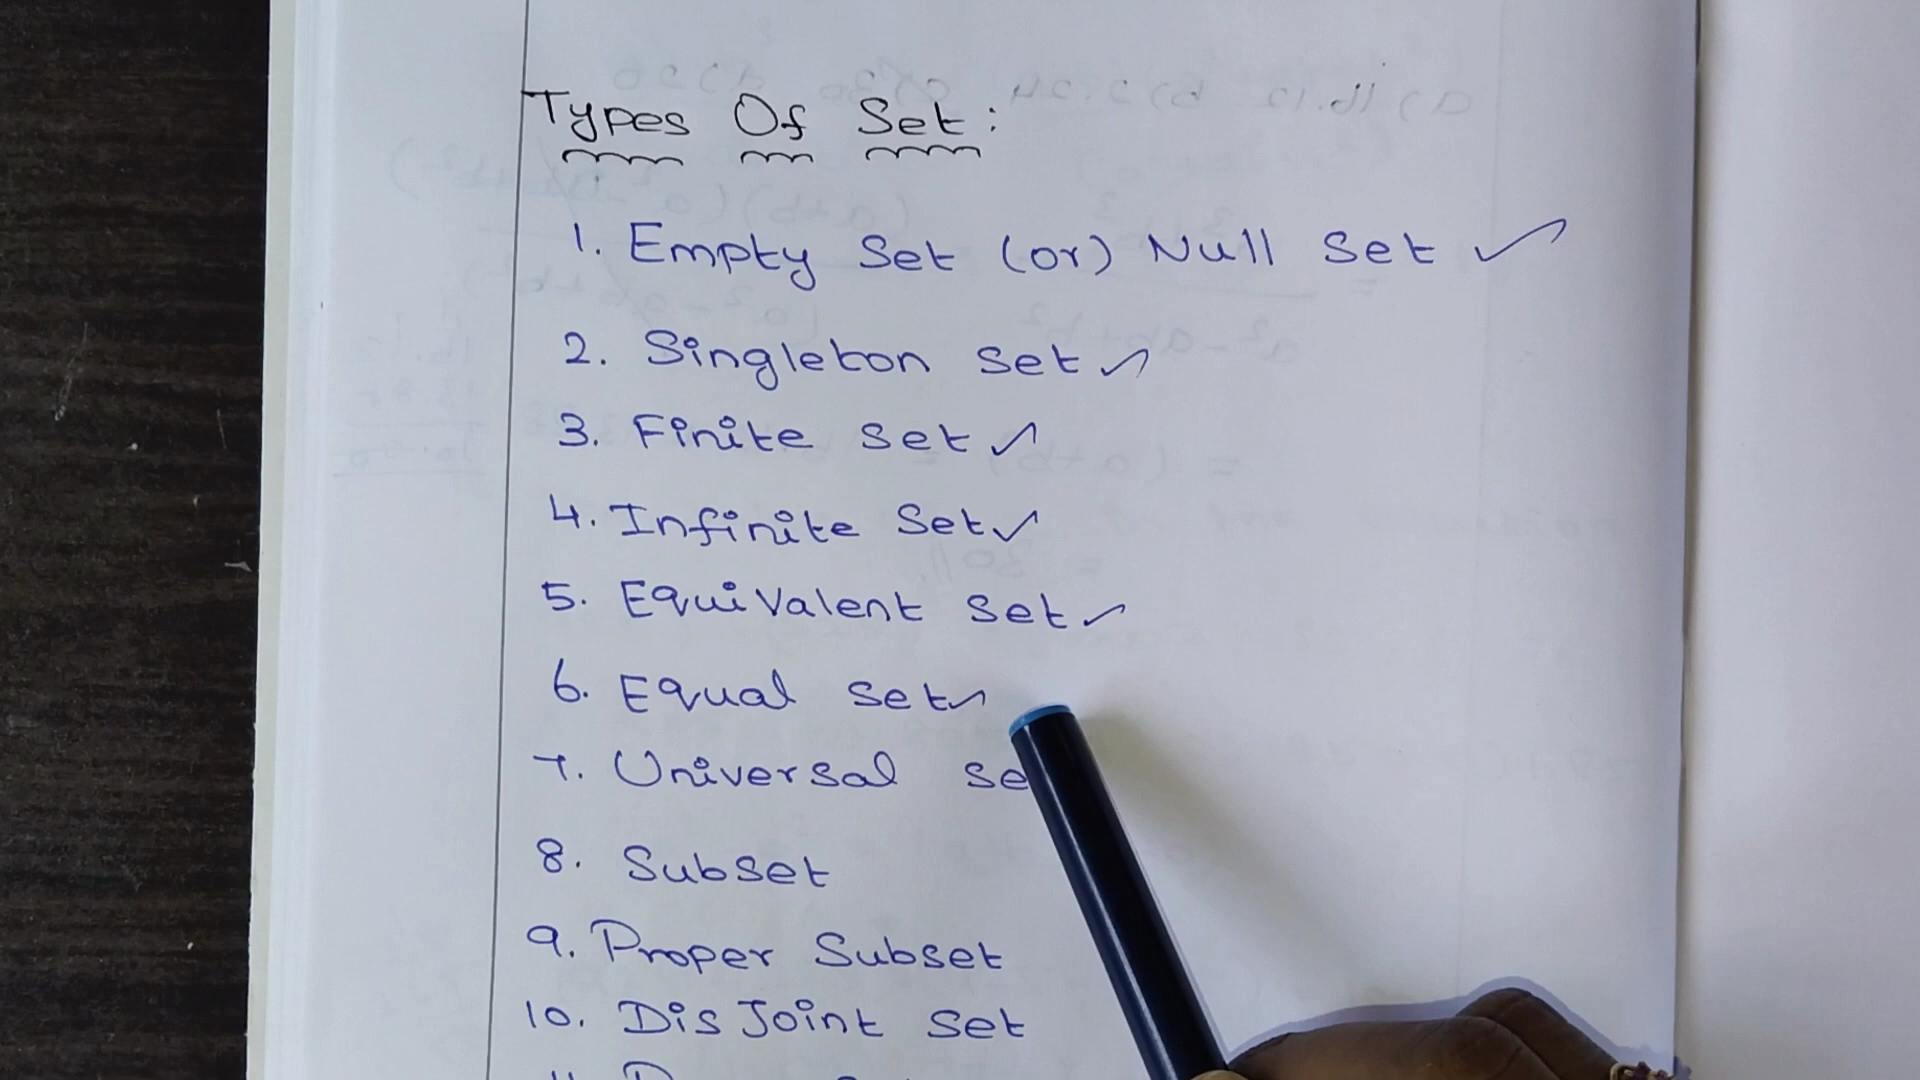 Types Of Set:
1. Empty Set (or) Null Set ✓
2. Singleton Set ✓
3. Finite Set ✓
4. Infinite Set ✓
5. Equivalent Set ✓
6. Equal Set ✓
7. Universal Se
8. Subset
9. Proper Subset
10. DisJoint Set